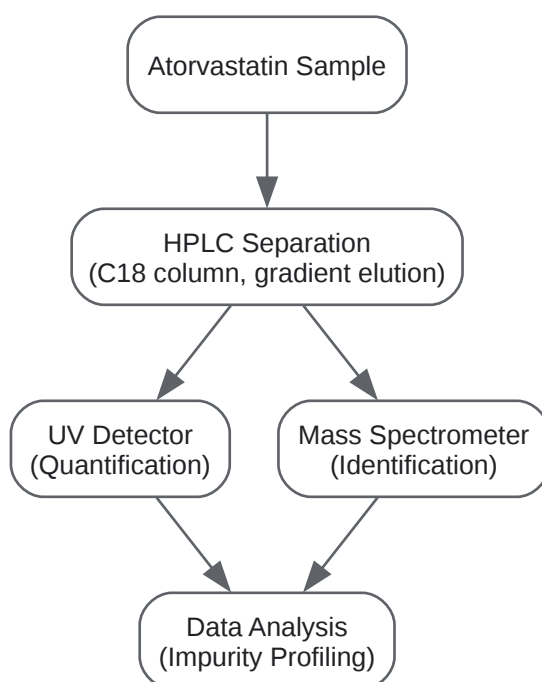 Atorvastatin Sample
HPLC Separation
(C18 column, gradient elution)
UV Detector
(Quantification)
Mass Spectrometer
(Identification)
Data Analysis
(Impurity Profiling)